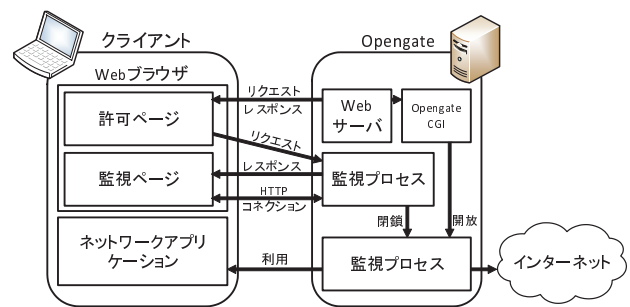 クライアント
Opengate
Webブラウザ
許可ページ
監視ページ
ネットワークアプリ
ケーション
リクエスト
レスポンス
リクエスト
レスポンス
HTTP
コネクション
利用
Web
サーバ
Opengate
CGI
監視プロセス
閉鎖
開放
監視プロセス
インターネット